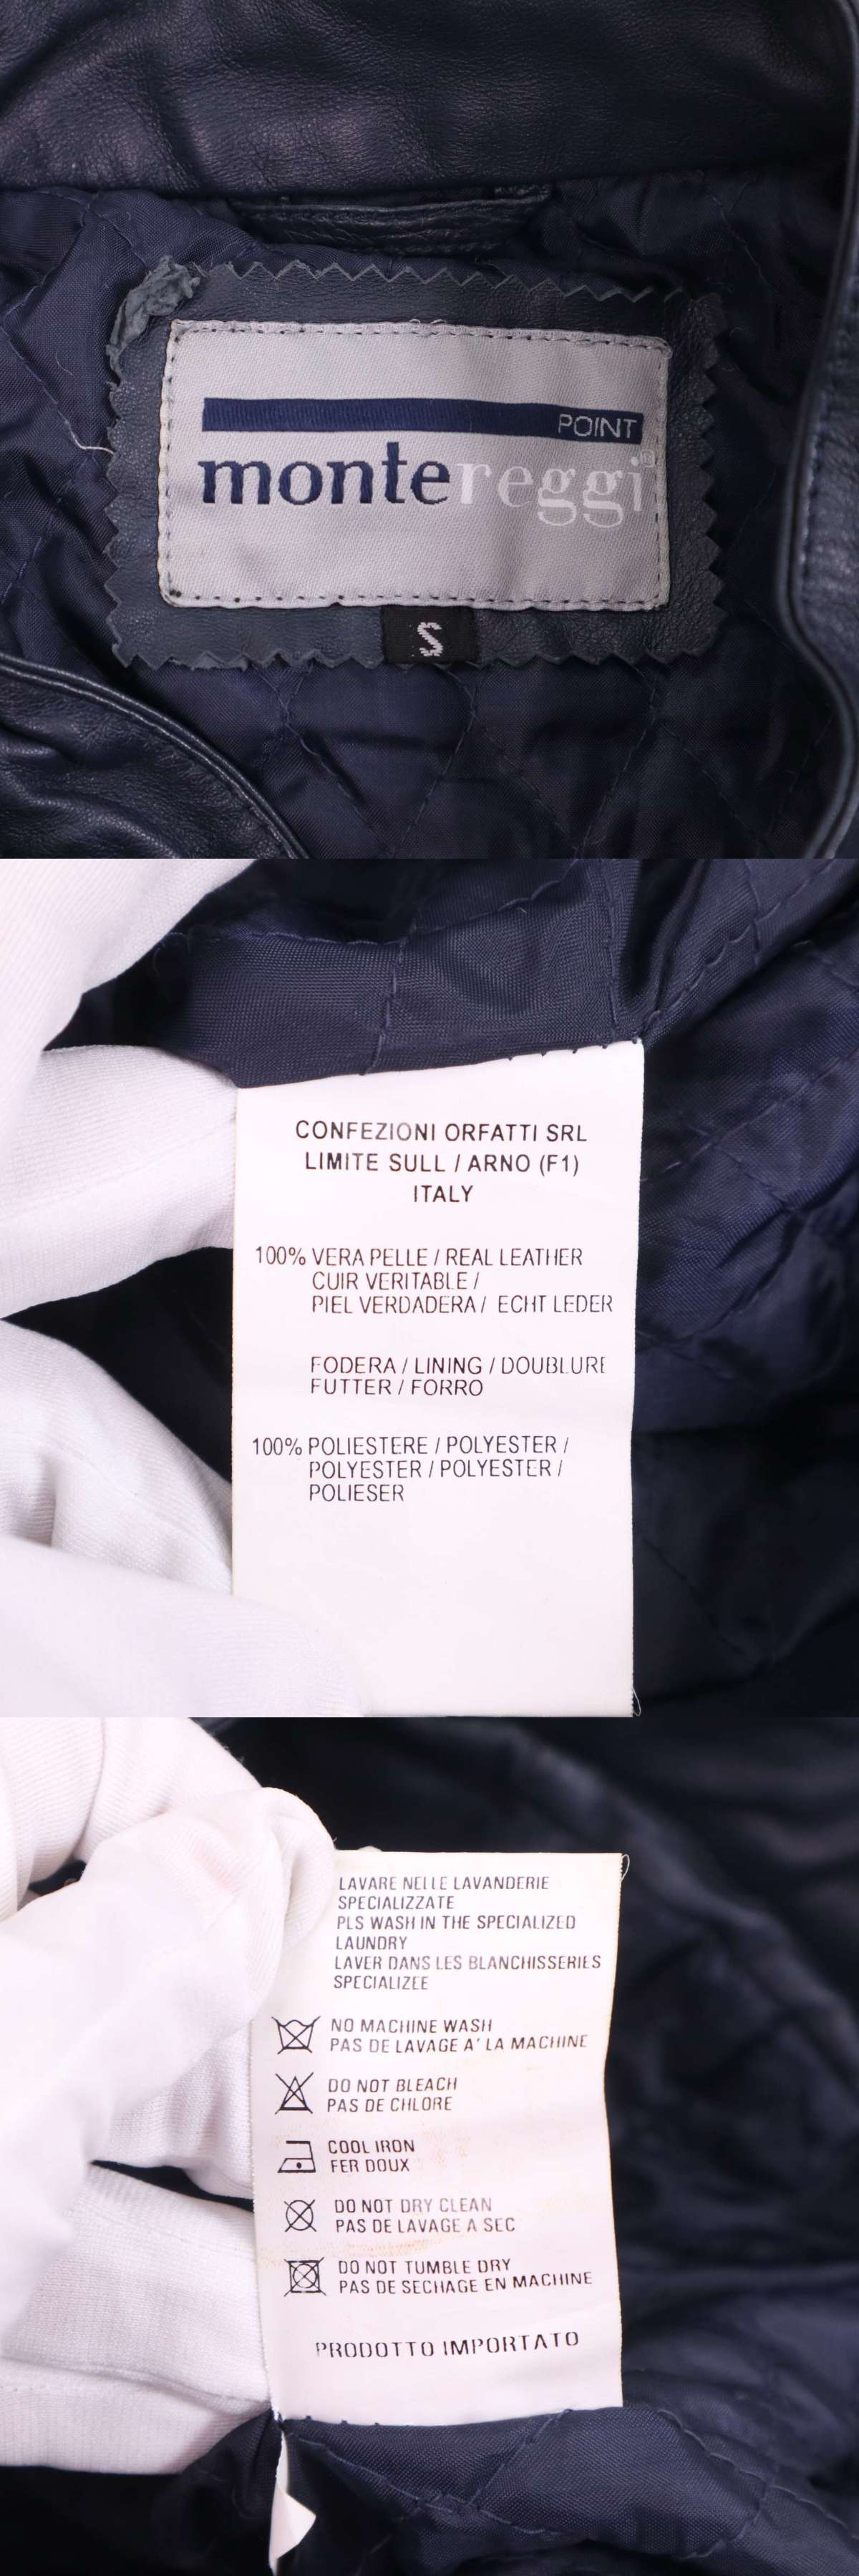 POINT
montereggi®
S
CONFEZIONI ORFATTI SRL
LIMITE SULL / ARNO (F1)
ITALY
100% VERA PELLE / REAL LEATHER
CUIR VERITABLE /
PIEL VERDADERA / ECHT LEDER
FODERA / LINING / DOUBLURE
FUTTER / FORRO
100% POLIESTERE / POLYESTER /
POLYESTER / POLYESTER /
POLIESER
LAVARE NELLE LAVANDERIE
SPECIALIZZATE
PLS WASH IN THE SPECIALIZED
LAUNDRY
LAVER DANS LES BLANCHISSERIES
SPECIALIZEE
NO MACHINE WASH
PAS DE LAVAGE A' LA MACHINE
DO NOT BLEACH
PAS DE CHLORE
COOL IRON
FER DOUX
DO NOT DRY CLEAN
PAS DE LAVAGE A SEC
DO NOT TUMBLE DRY
PAS DE SECHAGE EN MACHINE
PRODOTTO IMPORTATO